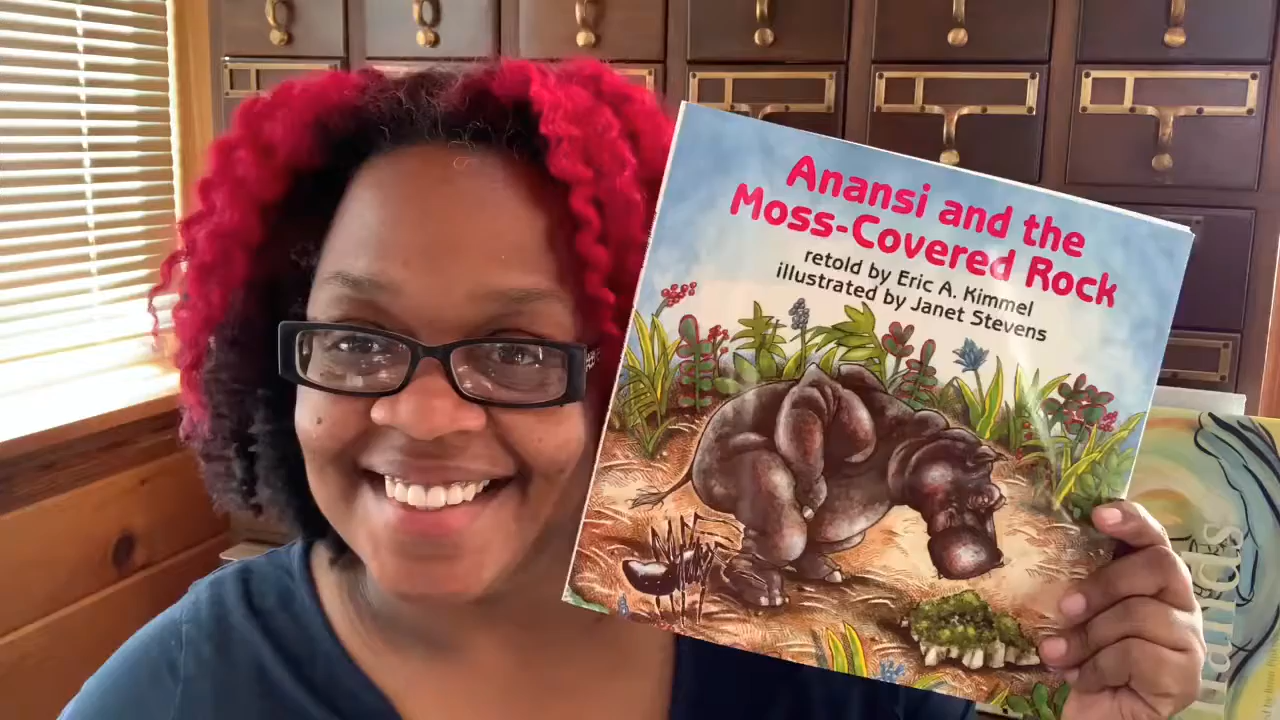 Anansi and the
Moss-Covered Rock
retold by Eric A. Kimmel
illustrated by Janet Stevens